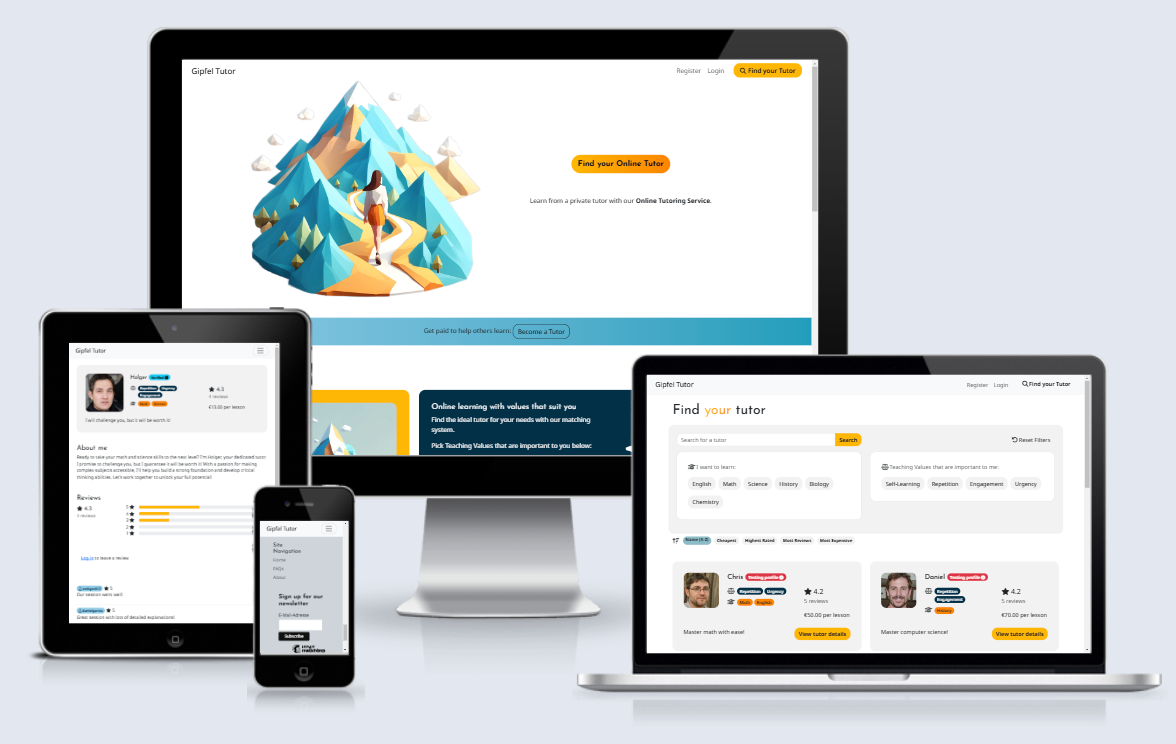 Gipfel Tutor
Register Login Find your Tutor
Find your Online Tutor
Learn from a private tutor with our Online Tutoring Service.
Get paid to help others learn: Become a Tutor
Online learning with values that suit you
Find the ideal tutor for your needs with our matching
system.
Pick Teaching Values that are important to you below:
Gipfel Tutor
Holger
Repetition Urgency
Engagement
4.3
3 reviews
€13.00 per lesson
I will challenge you, but it will be worth it!
About me
Ready to take your math and science skills to the new level? I'm Holger, your dedicated tutor
I promise to challenge you, but I guarantee it will be worth it! With a passion for making
complex subjects accessible, I'll help you build a strong foundation and develop critical
thinking abilities. Let's work together to unlock your full potential!
Reviews
4.3
3 reviews
5
4
3
2
1
Log in to leave a review
5
Our session went well!
5
Great session with lots of detailed explanations!
Gipfel Tutor
Site
Navigation
Home
FAQs
About
Sign up for our
newsletter
E-Mail-Adresse
Subscribe
mailchimp
Gipfel Tutor
Register Login Find your Tutor
Find your tutor
Search for a tutor Search
Reset Filters
I want to learn:
English Math Science History Biology
Chemistry
Teaching Values that are important to me:
Self-Learning Repetition Engagement Urgency
Name (A-Z) Cheapest Highest Rated Most Reviews Most Expensive
Chris Testing profile
Repetition Urgency
Math English
4.2
5 reviews
€50.00 per lesson
Master math with ease!
View tutor details
Daniel Testing profile
Repetition
Engagement
History
4.2
5 reviews
€70.00 per lesson
Master computer science!
View tutor details